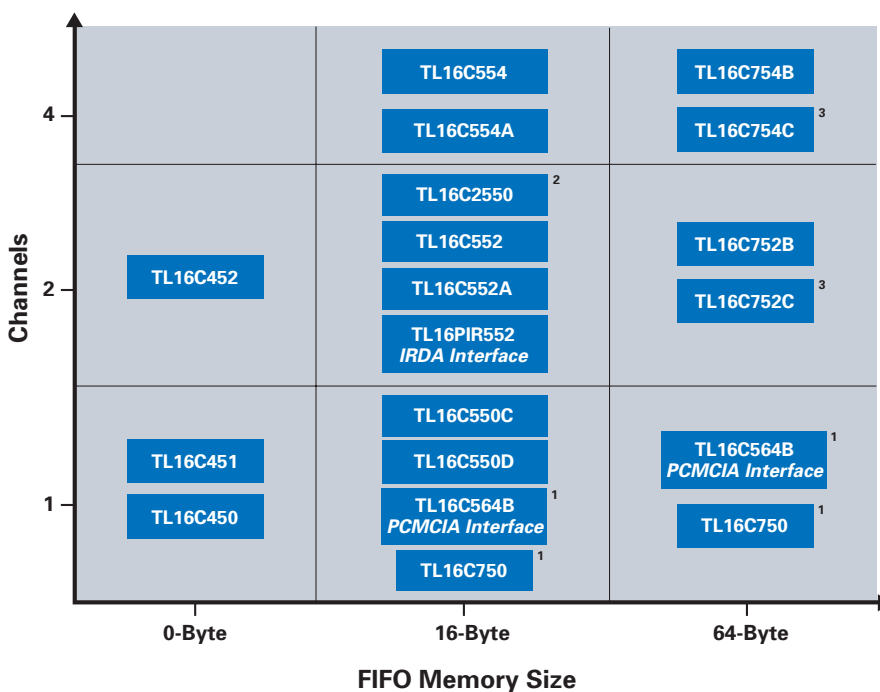 Channels
4
2
1
TL16C554
TL16C554A
TL16C754B
TL16C754C 3
TL16C452
TL16C2550 2
TL16C552
TL16C552A
TL16PIR552
IRDA Interface
TL16C752B
TL16C752C 3
TL16C451
TL16C450
TL16C550C
TL16C550D
TL16C564B 1
PCMCIA Interface
TL16C750 1
TL16C564B 1
PCMCIA Interface
TL16C750 1
0-Byte
16-Byte
64-Byte
FIFO Memory Size